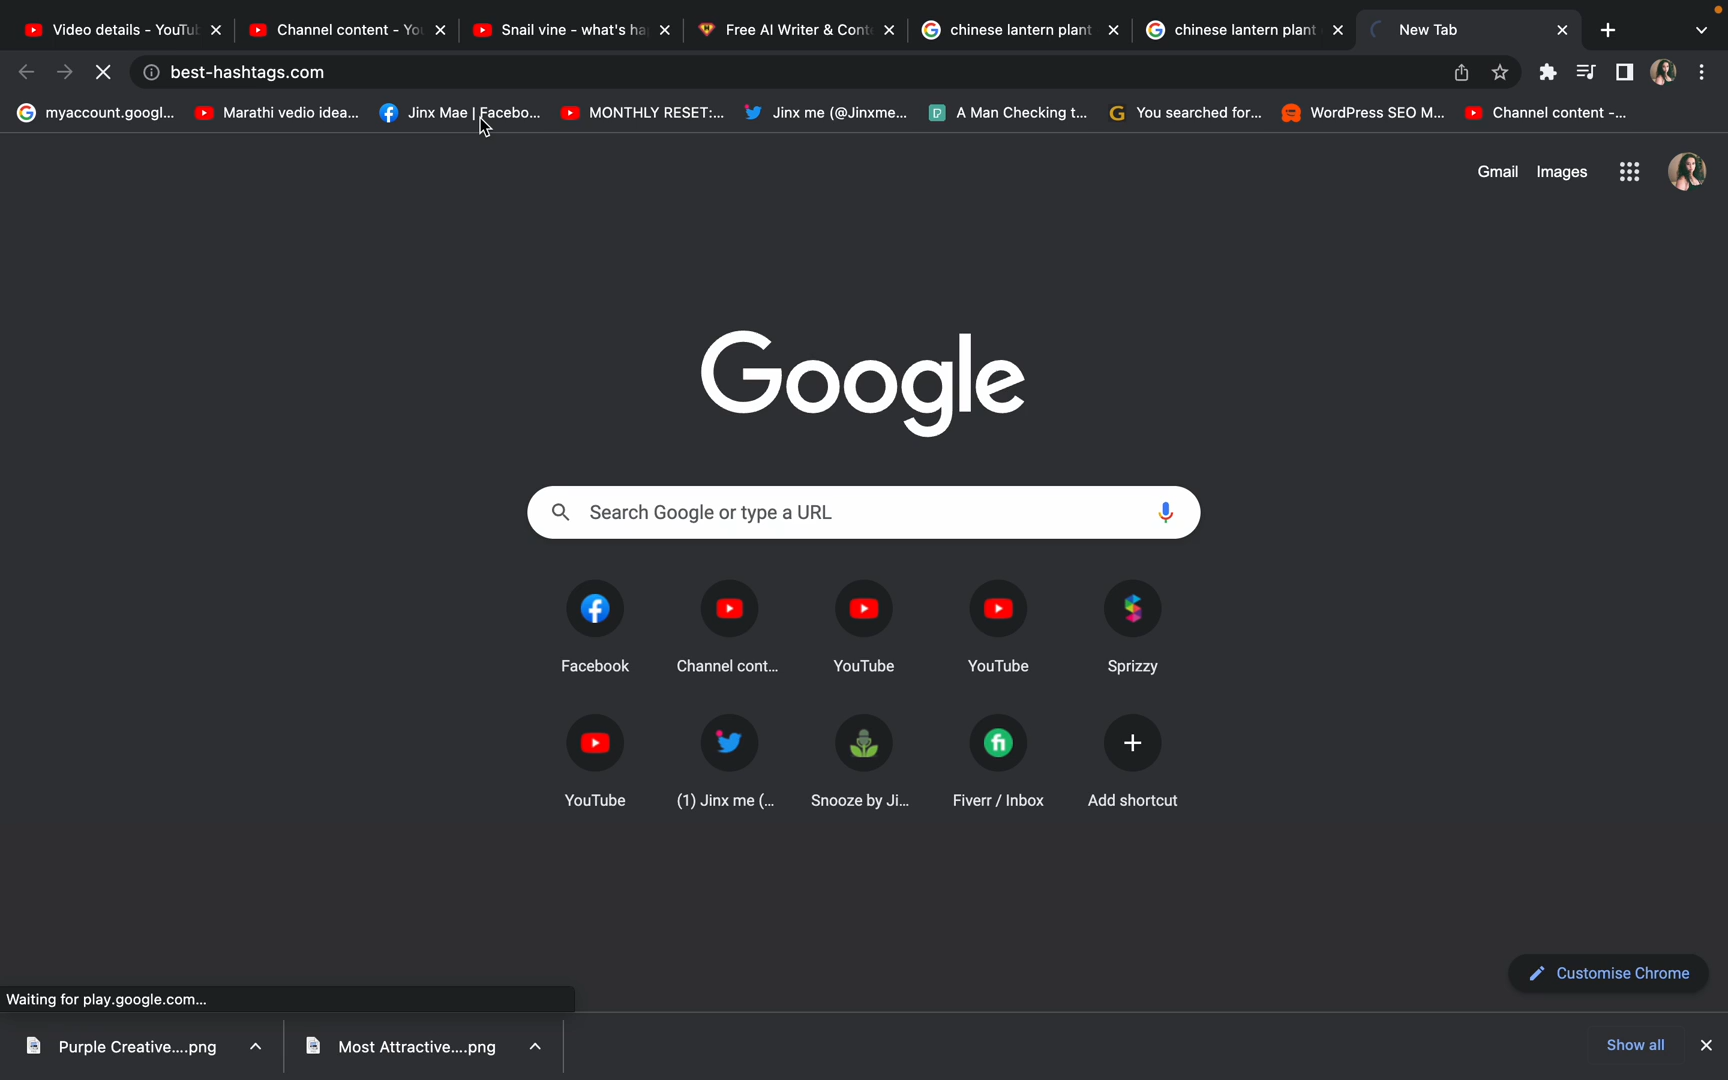 Video details - YouTub
Channel content - You
Snail vine - what's ha
Free AI Writer & Conte
chinese lantern plant
chinese lantern plant
New Tab
best-hashtags.com
myaccount.googl...
Marathi vedio idea...
Jinx Mae | Facebo...
MONTHLY RESET:...
Jinx me (@Jinxme...
A Man Checking t...
You searched for...
WordPress SEO M...
Channel content -...
Gmail
Images
Google
Search Google or type a URL
Facebook
Channel cont...
YouTube
YouTube
Sprizzy
YouTube
(1) Jinx me (...
Snooze by Ji...
Fiverr / Inbox
Add shortcut
Customise Chrome
Waiting for play.google.com...
Purple Creative....png
Most Attractive....png
Show all